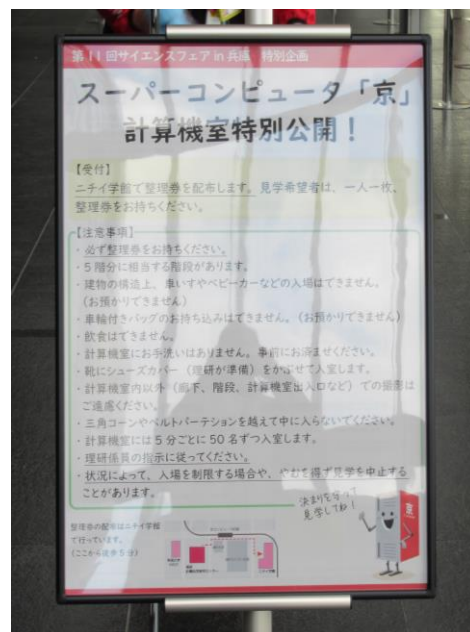 第11回サイエンスフェア in 兵庫　特別企画
スーパーコンピュータ「京」
計算機室特別公開！
【受付】
ニチイ学館で整理券を配布します。見学希望者は、一人一枚、
整理券をお持ちください。
【注意事項】
・必ず整理券をお持ちください。
・5階分に相当する階段があります。
・建物の構造上、車いすやベビーカーなどの入場はできません。
（お預かりできません）
・車輪付きバッグのお持ち込みはできません。（お預かりできません）
・飲食はできません。
・計算機室にお手洗いはありません。事前にお済ませください。
・靴にシューズカバー（理研が準備）をかぶせて入室します。
・計算機室内以外（廊下、階段、計算機室出入口など）での撮影は
ご遠慮ください。
・三角コーンやベルトパーテションを越えて中に入らないでください。
・計算機室には5分ごとに50名ずつ入室します。
・理研係員の指示に従ってください。
・状況によって、入場を制限する場合や、やむを得ず見学を中止する
ことがあります。
決まりを守って
見学してね！
整理券の配布はニチイ学館
で行っています。
（ここから徒歩5分）
京